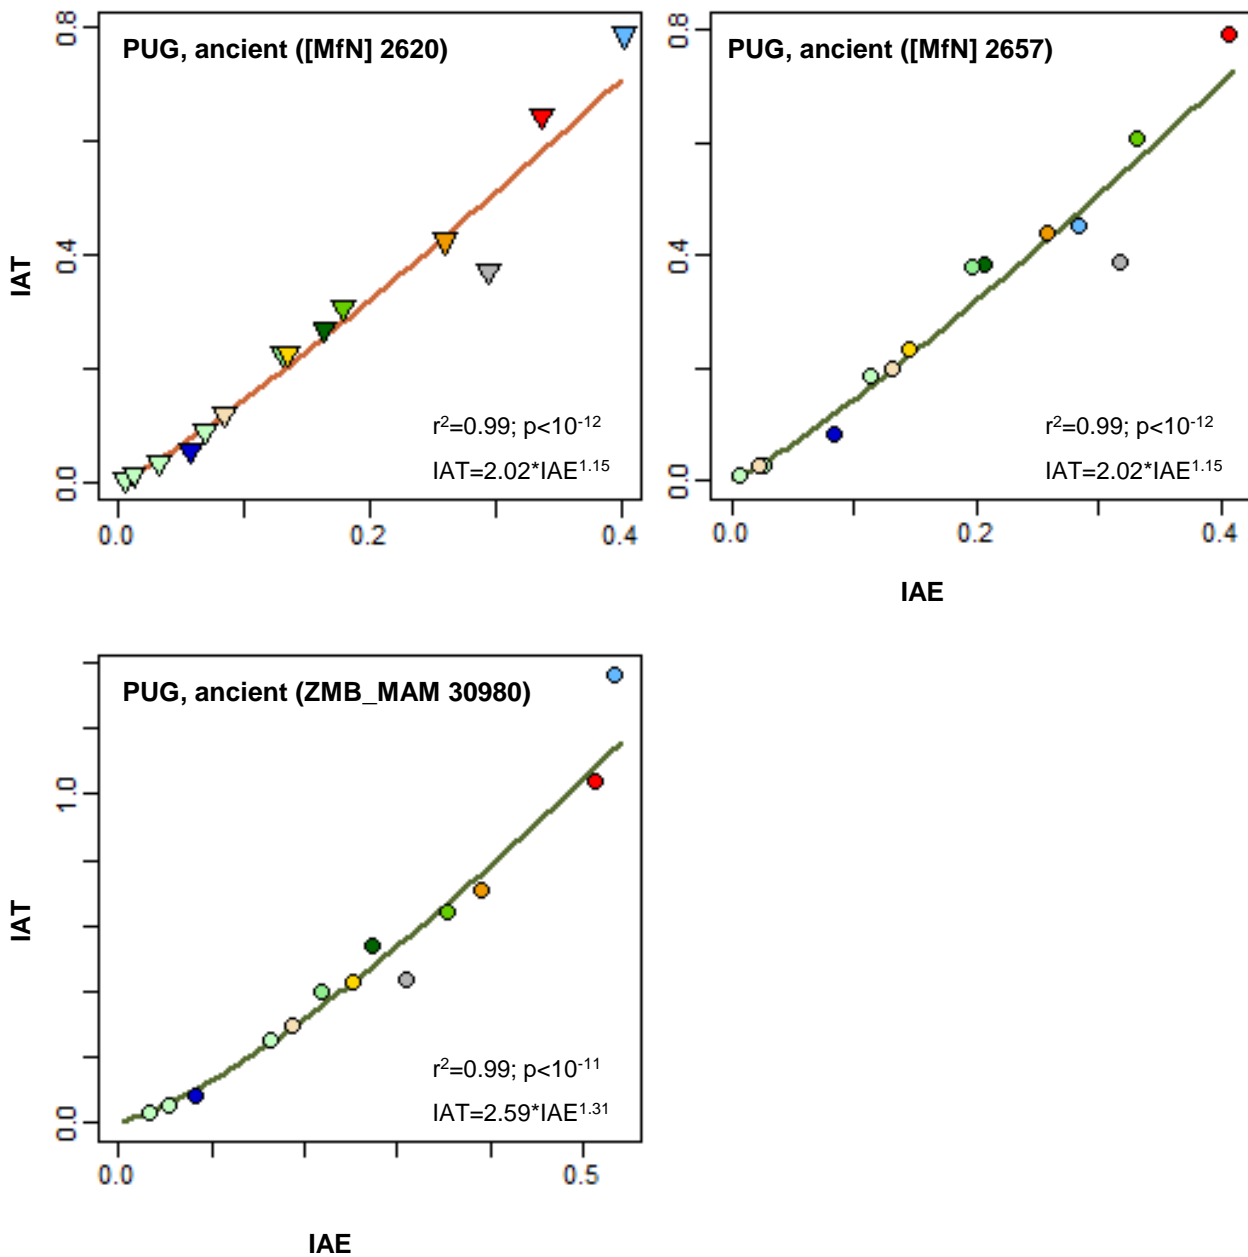 PUG, ancient ([MfN] 2620)
IAT
0.8
0.4
0.0
r²=0.99; p<10⁻¹²
IAT=2.02*IAE¹·¹⁵
0.0 0.2 0.4
PUG, ancient ([MfN] 2657)
0.8
0.4
0.0
r²=0.99; p<10⁻¹²
IAT=2.02*IAE¹·¹⁵
0.0 0.2 0.4
IAE
PUG, ancient (ZMB_MAM 30980)
IAT
1.0
0.0
r²=0.99; p<10⁻¹¹
IAT=2.59*IAE¹·³¹
0.0 0.5
IAE